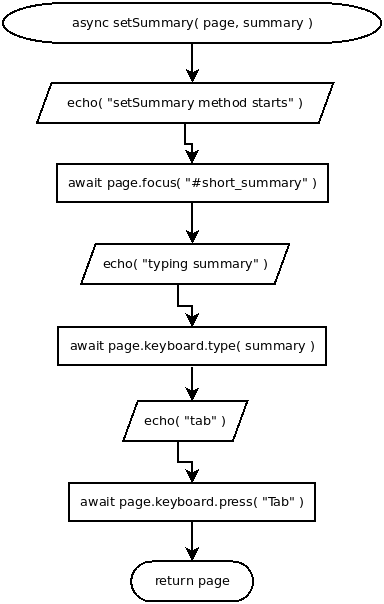 async setSummary( page, summary )
echo( "setSummary method starts" )
await page.focus( "#short_summary" )
echo( "typing summary" )
await page.keyboard.type( summary )
echo( "tab" )
await page.keyboard.press( "Tab" )
return page